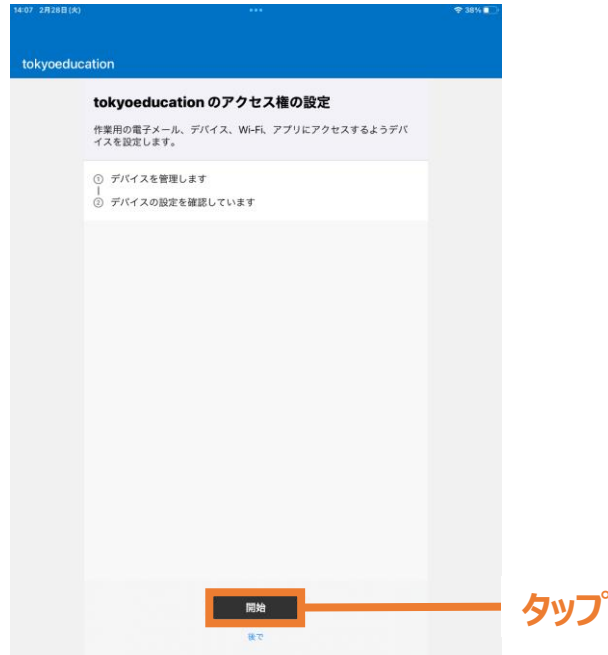 14:07 2月28日(火)
38%
tokyoeducation
tokyoeducation のアクセス権の設定
作業用の電子メール、デバイス、Wi-Fi、アプリにアクセスするようデバ
イスを設定します。
① デバイスを管理します
② デバイスの設定を確認しています
開始
タップ
後で